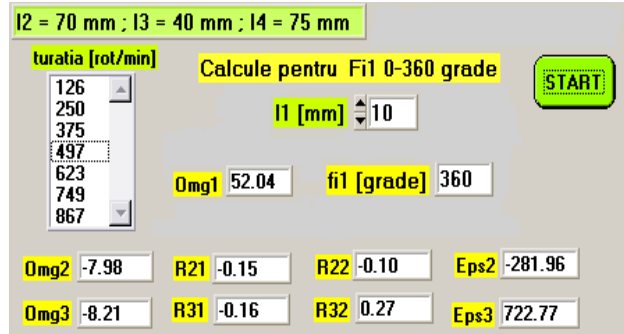 l2 = 70 mm ; l3 = 40 mm ; l4 = 75 mm
turatia [rot/min]
126
250
375
497
623
749
867
Calcule pentru Fi1 0-360 grade
START
l1 [mm] 10
Omg1 52.04 fi1 [grade] 360
Omg2 -7.98 R21 -0.15 R22 -0.10 Eps2 -281.96
Omg3 -8.21 R31 -0.16 R32 0.27 Eps3 722.77